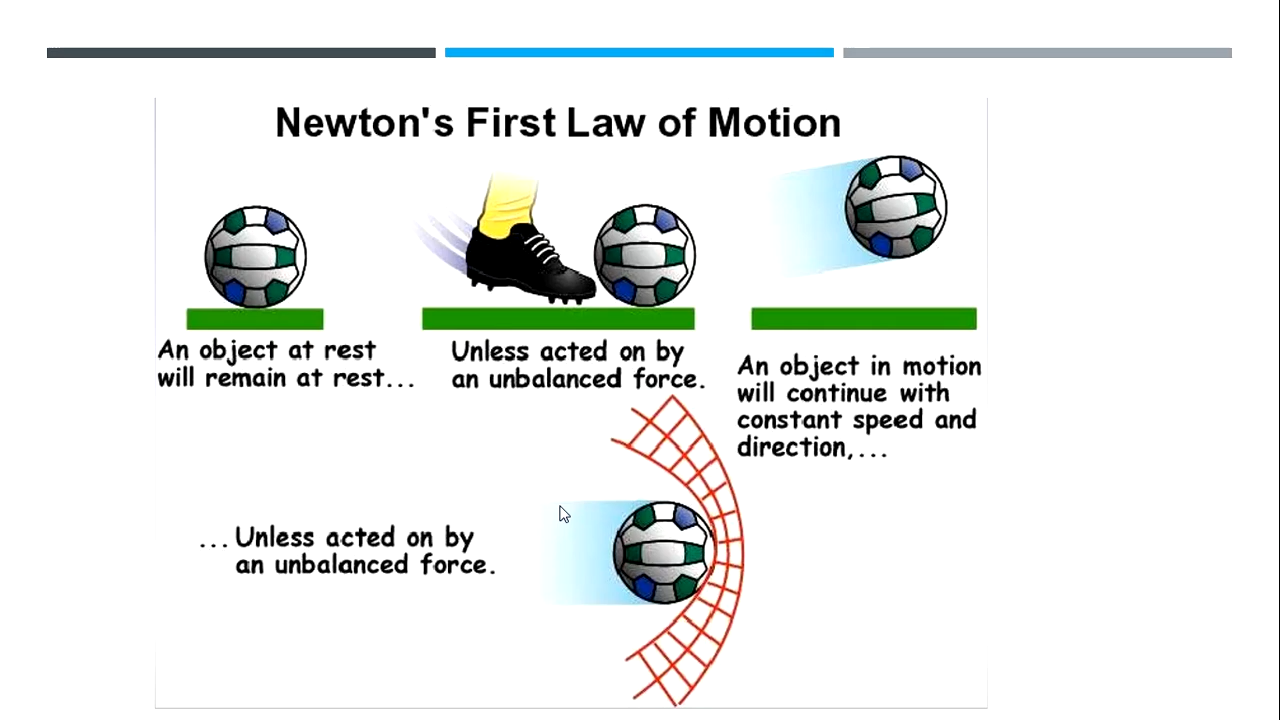 Newton's First Law of Motion
An object at rest
will remain at rest...
Unless acted on by
an unbalanced force.
An object in motion
will continue with
constant speed and
direction,...
...Unless acted on by
an unbalanced force.